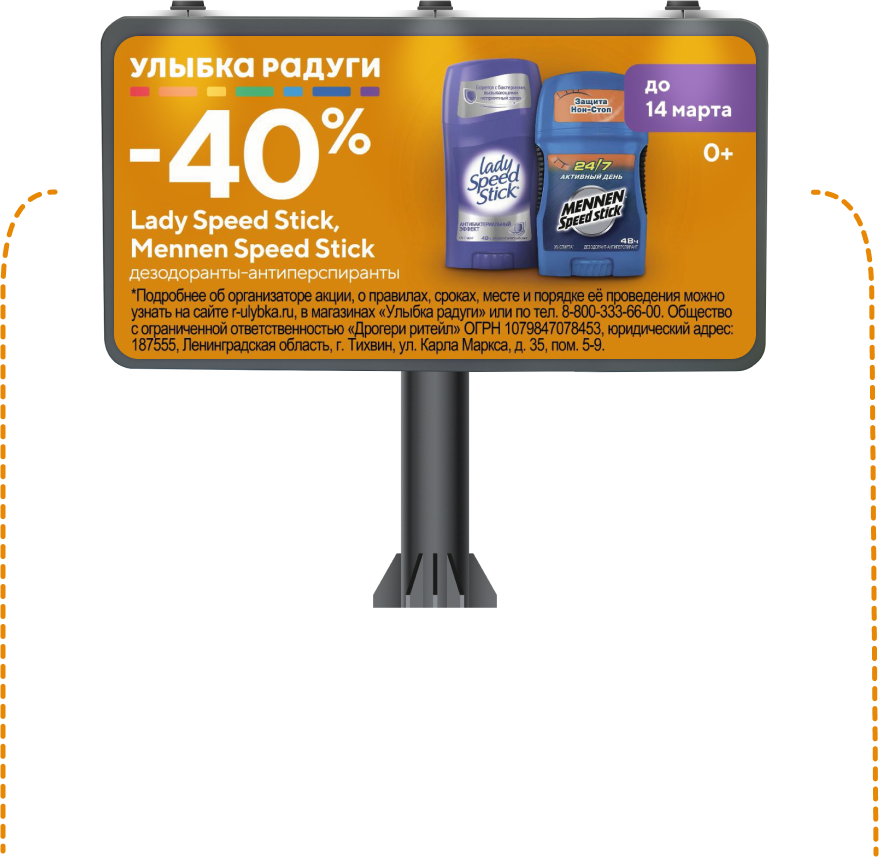 УЛЫБКА РАДУГИ
-40%
Lady Speed Stick,
Mennen Speed Stick
дезодоранты-антиперспиранты
до
14 марта
0+
lady
Speed
Stick
АНТИБАКТЕРИАЛЬНЫЙ
ЭФФЕКТ
Защита
Нон-Стоп
24/7
АКТИВНЫЙ ДЕНЬ
MENNEN
Speed stick
48ч
ДЕЗОДОРАНТ-АНТИПЕРСПИРАНТ
*Подробнее об организаторе акции, о правилах, сроках, месте и порядке её проведения можно
узнать на сайте r-ulybka.ru, в магазинах «Улыбка радуги» или по тел. 8-800-333-66-00. Общество
с ограниченной ответственностью «Дрогери ритейл» ОГРН 1079847078453, юридический адрес:
187555, Ленинградская область, г. Тихвин, ул. Карла Маркса, д. 35, пом. 5-9.